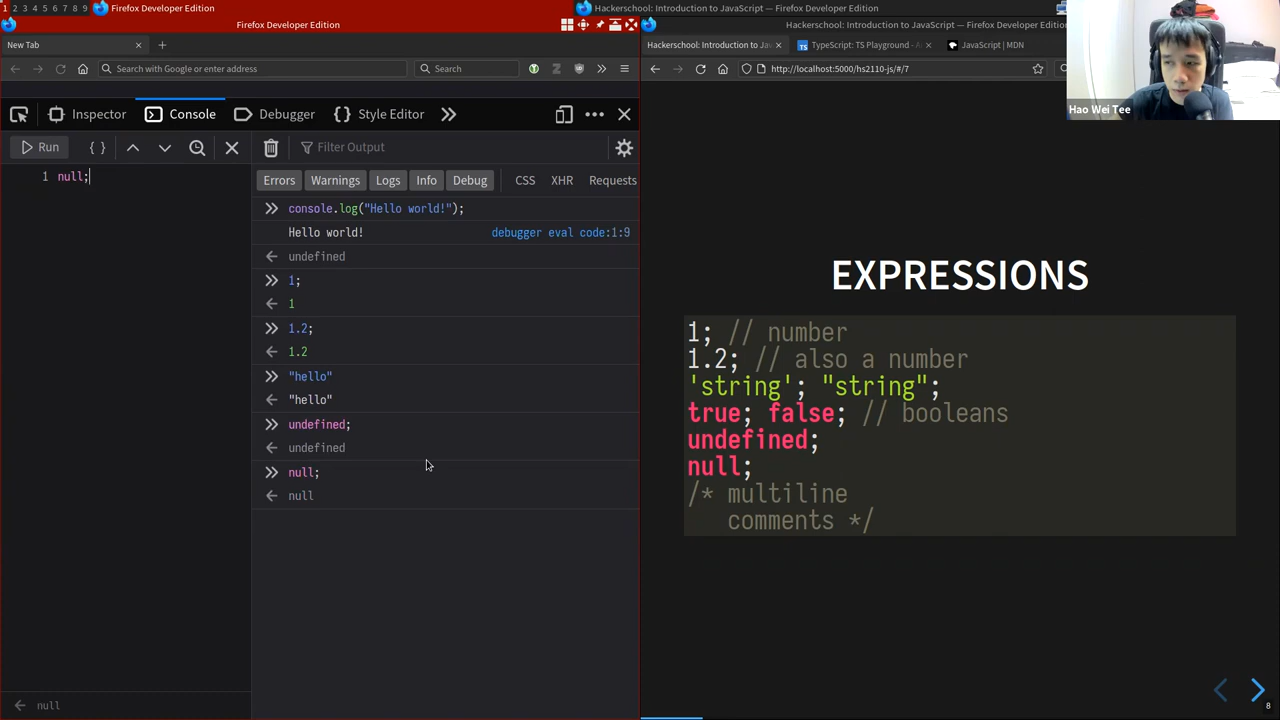 1 2 3 4 5 6 7 8 9 Firefox Developer Edition
Hackerschool: Introduction to JavaScript — Firefox Developer Edition
Firefox Developer Edition
Hackerschool: Introduction to JavaScript — Firefox Developer Edition
New Tab
Hackerschool: Introduction to Jav
TS TypeScript: TS Playground - A
JavaScript | MDN
Search with Google or enter address
Search
http://localhost:5000/hs2110-js/#/7
Hao Wei Tee
Inspector
Console
Debugger
Style Editor
Run
Filter Output
Errors
Warnings
Logs
Info
Debug
CSS
XHR
Requests
1 null;
console.log("Hello world!");
Hello world! debugger eval code:1:9
undefined
1;
1
1.2;
1.2
"hello"
"hello"
undefined;
undefined
null;
null
null
EXPRESSIONS
1; // number
1.2; // also a number
'string'; "string";
true; false; // booleans
undefined;
null;
/* multiline
comments */
8